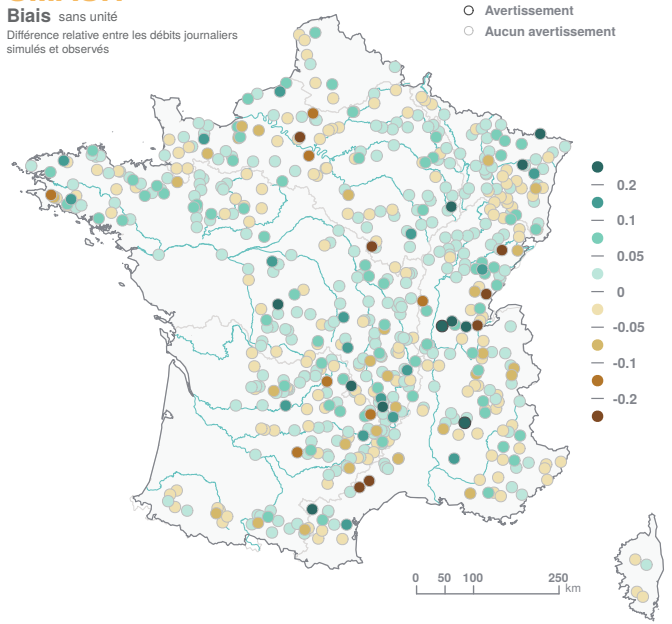 Biais sans unité
Différence relative entre les débits journaliers
simulés et observés
Avertissement
Aucun avertissement
0.2
0.1
0.05
0
-0.05
-0.1
-0.2
0 50 100 250
km